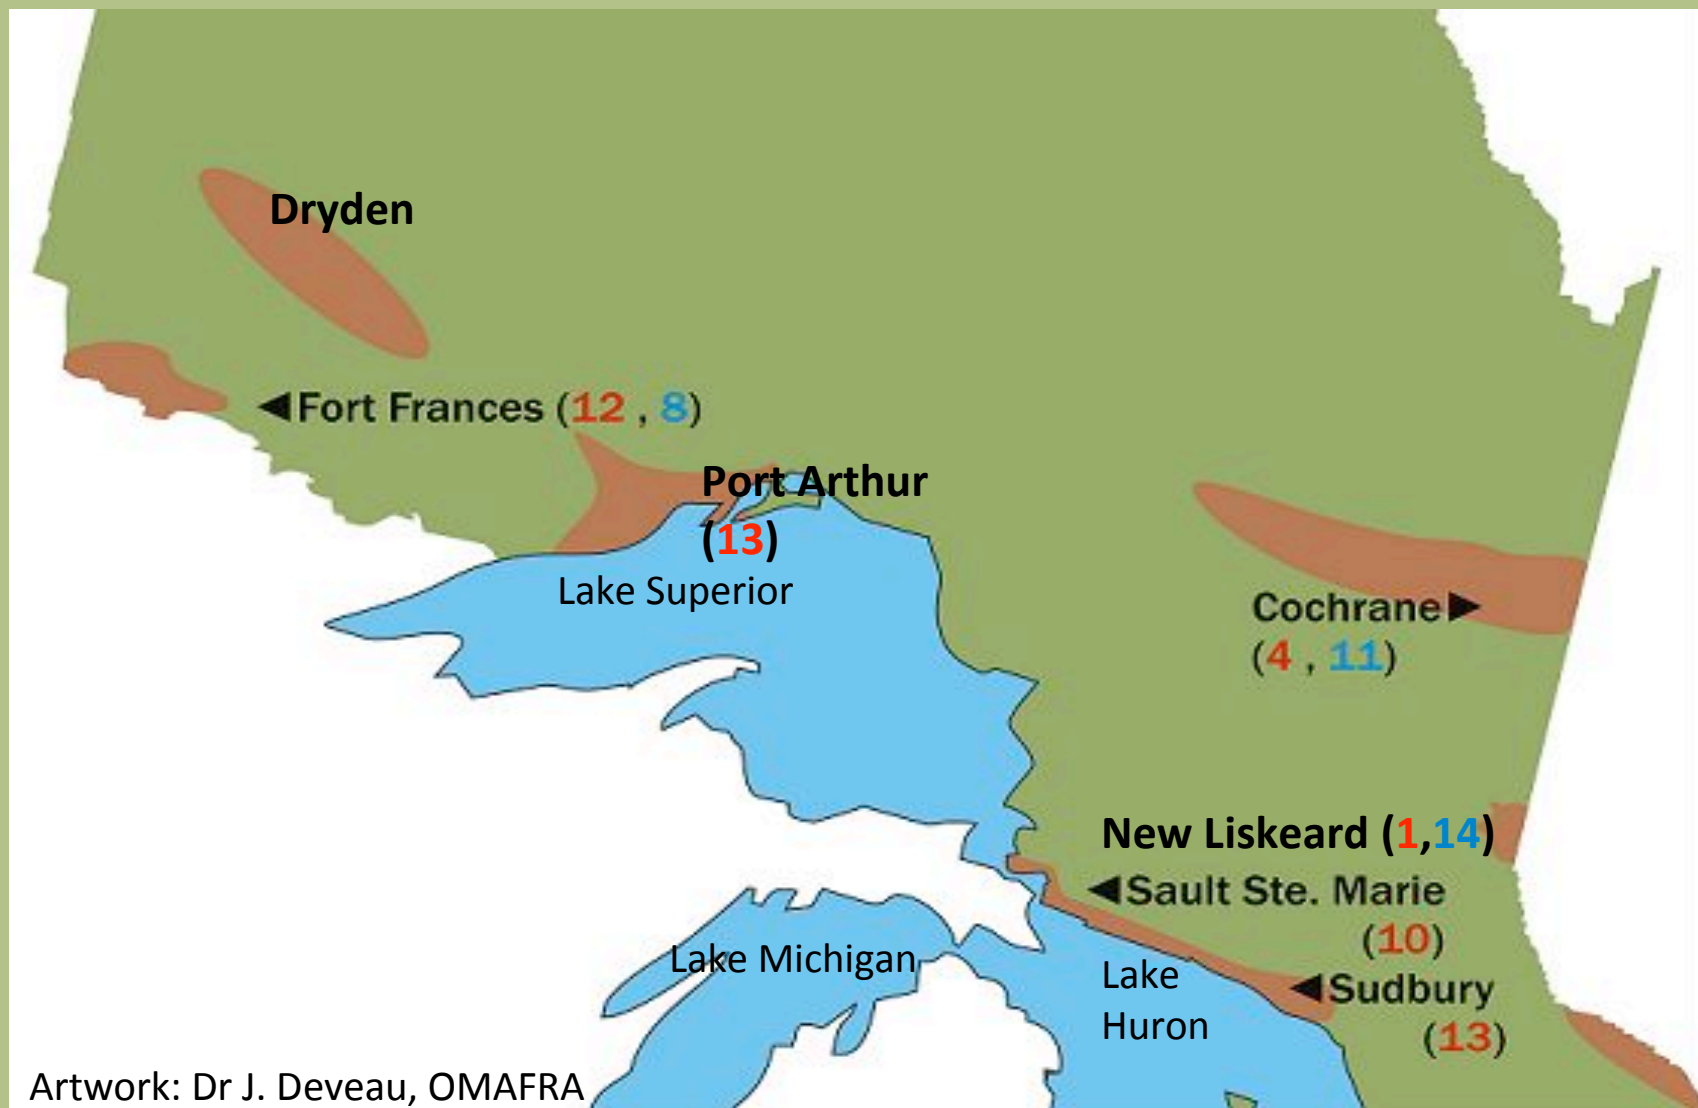 Dryden
◄Fort Frances (12 , 8)
Port Arthur
(13)
Lake Superior
Cochrane►
(4 , 11)
New Liskeard (1,14)
◄Sault Ste. Marie
(10)
Lake Michigan
Lake
Huron
◄Sudbury
(13)
Artwork: Dr J. Deveau, OMAFRA